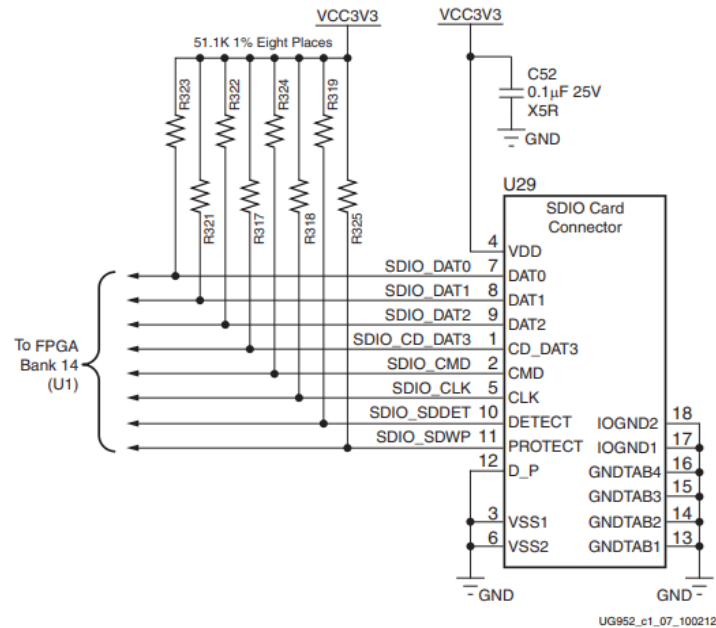 VCC3V3
VCC3V3
51.1K 1% Eight Places
R323
R322
R324
R319
R321
R317
R318
R325
C52
0.1µF 25V
X5R
GND
U29
SDIO Card
Connector
4 VDD
SDIO_DAT0 7 DAT0
SDIO_DAT1 8 DAT1
SDIO_DAT2 9 DAT2
SDIO_CD_DAT3 1 CD_DAT3
SDIO_CMD 2 CMD
SDIO_CLK 5 CLK
SDIO_SDDET 10 DETECT
SDIO_SDWP 11 PROTECT
12 D_P
3 VSS1
6 VSS2
To FPGA
Bank 14
(U1)
IOGND2 18
IOGND1 17
GNDTAB4 16
GNDTAB3 15
GNDTAB2 14
GNDTAB1 13
GND
GND
UG952_c1_07_100212